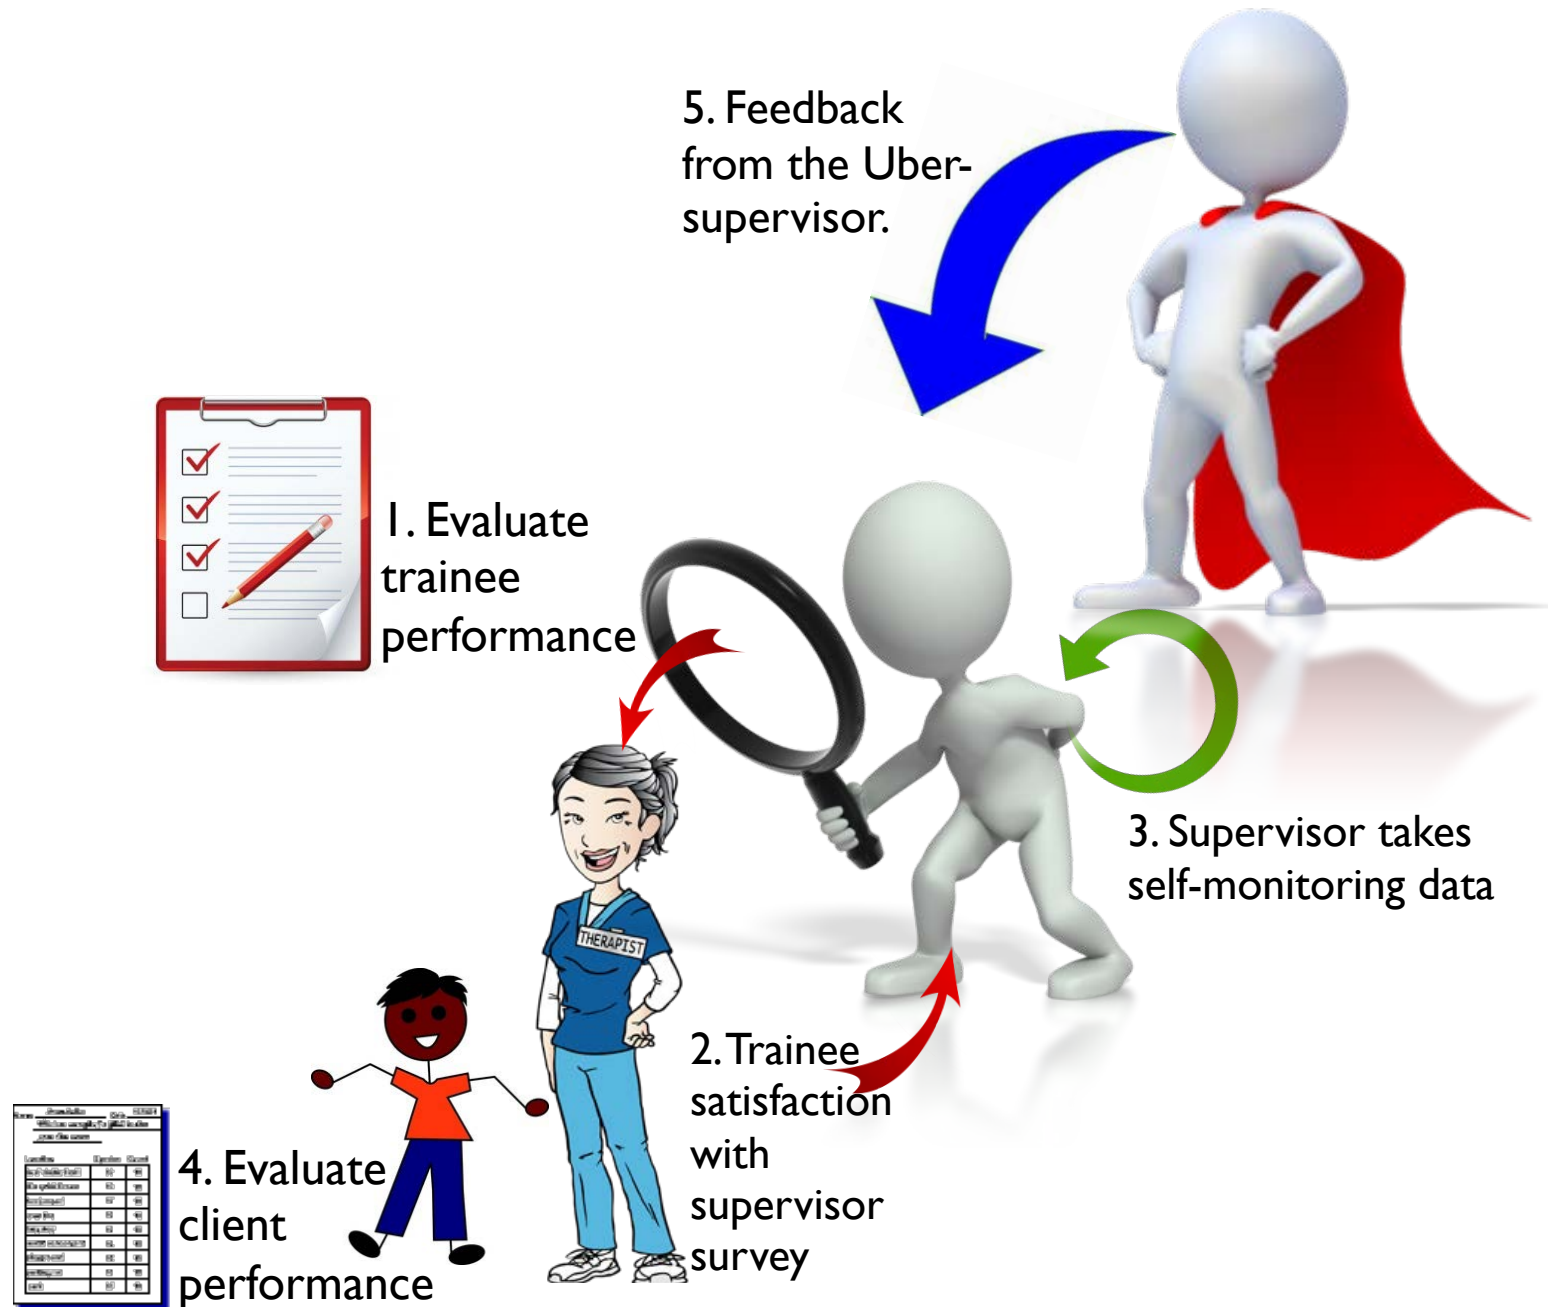 5. Feedback
from the Uber-
supervisor.
1. Evaluate
trainee
performance
THERAPIST
3. Supervisor takes
self-monitoring data
2. Trainee
satisfaction
with
supervisor
survey
4. Evaluate
client
performance